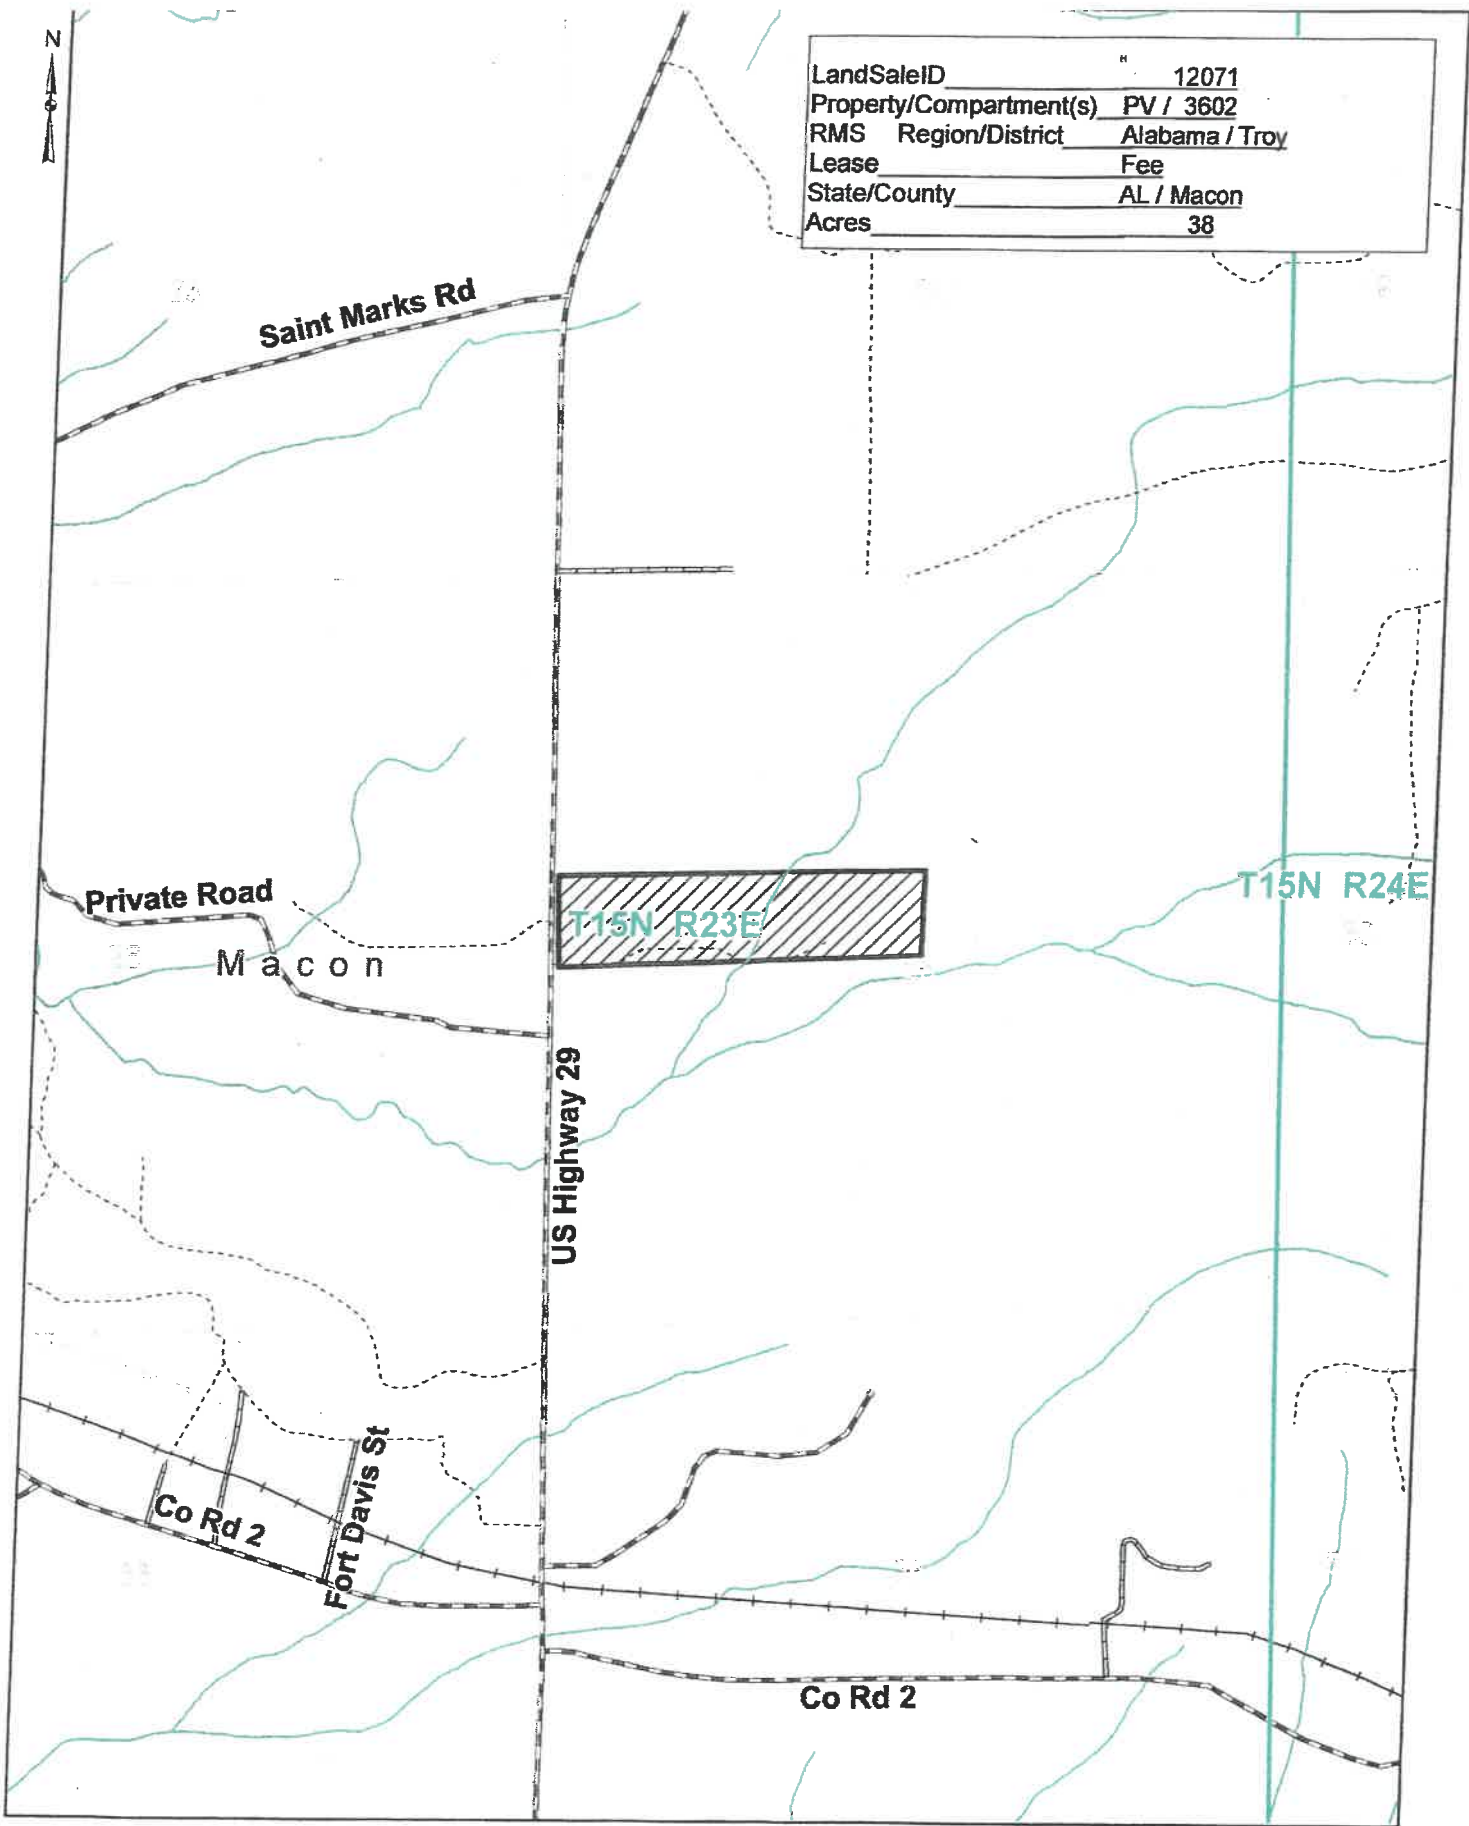 N
LandSaleID 12071
Property/Compartment(s) PV / 3602
RMS Region/District Alabama / Troy
Lease Fee
State/County AL / Macon
Acres 38
Saint Marks Rd
Private Road
T15N R23E
T15N R24E
Macon
US Highway 29
Fort Davis St
Co Rd 2
Co Rd 2